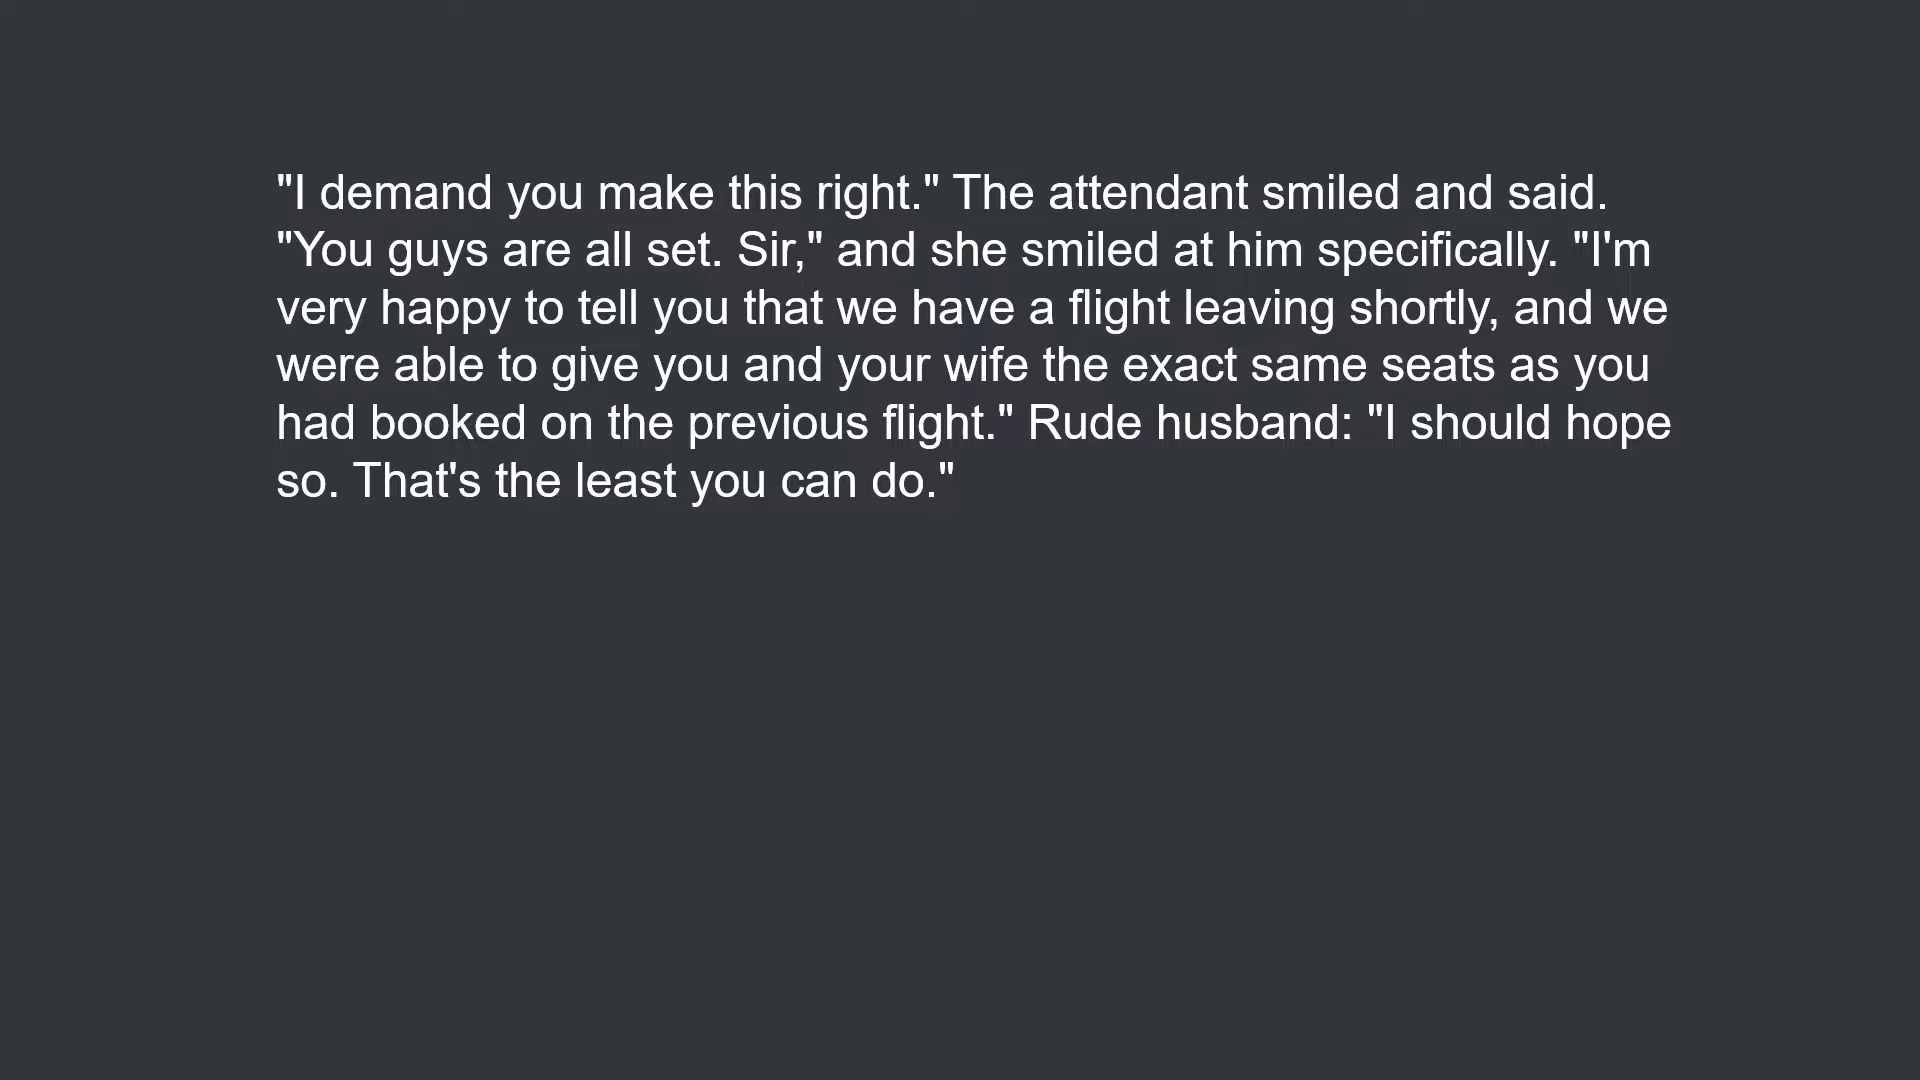 "I demand you make this right." The attendant smiled and said.
"You guys are all set. Sir," and she smiled at him specifically. "I'm
very happy to tell you that we have a flight leaving shortly, and we
were able to give you and your wife the exact same seats as you
had booked on the previous flight." Rude husband: "I should hope
so. That's the least you can do."